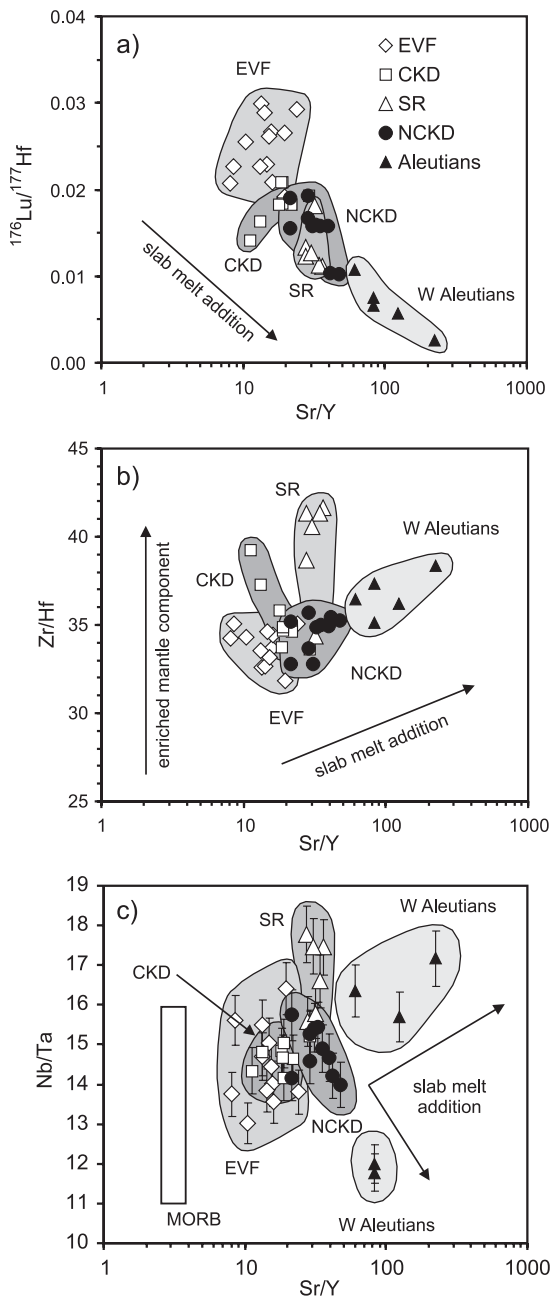 a)
EVF
CKD
SR
NCKD
Aleutians
EVF
NCKD
CKD
SR
W Aleutians
slab melt addition
176Lu/177Hf
0.04
0.03
0.02
0.01
0.00
1 10 100 1000
Sr/Y
b)
SR
W Aleutians
CKD
NCKD
EVF
enriched mantle component
slab melt addition
Zr/Hf
45
40
35
30
25
1 10 100 1000
Sr/Y
c)
SR
W Aleutians
CKD
NCKD
slab melt
addition
EVF
MORB
W Aleutians
Nb/Ta
19
18
17
16
15
14
13
12
11
10
1 10 100 1000
Sr/Y